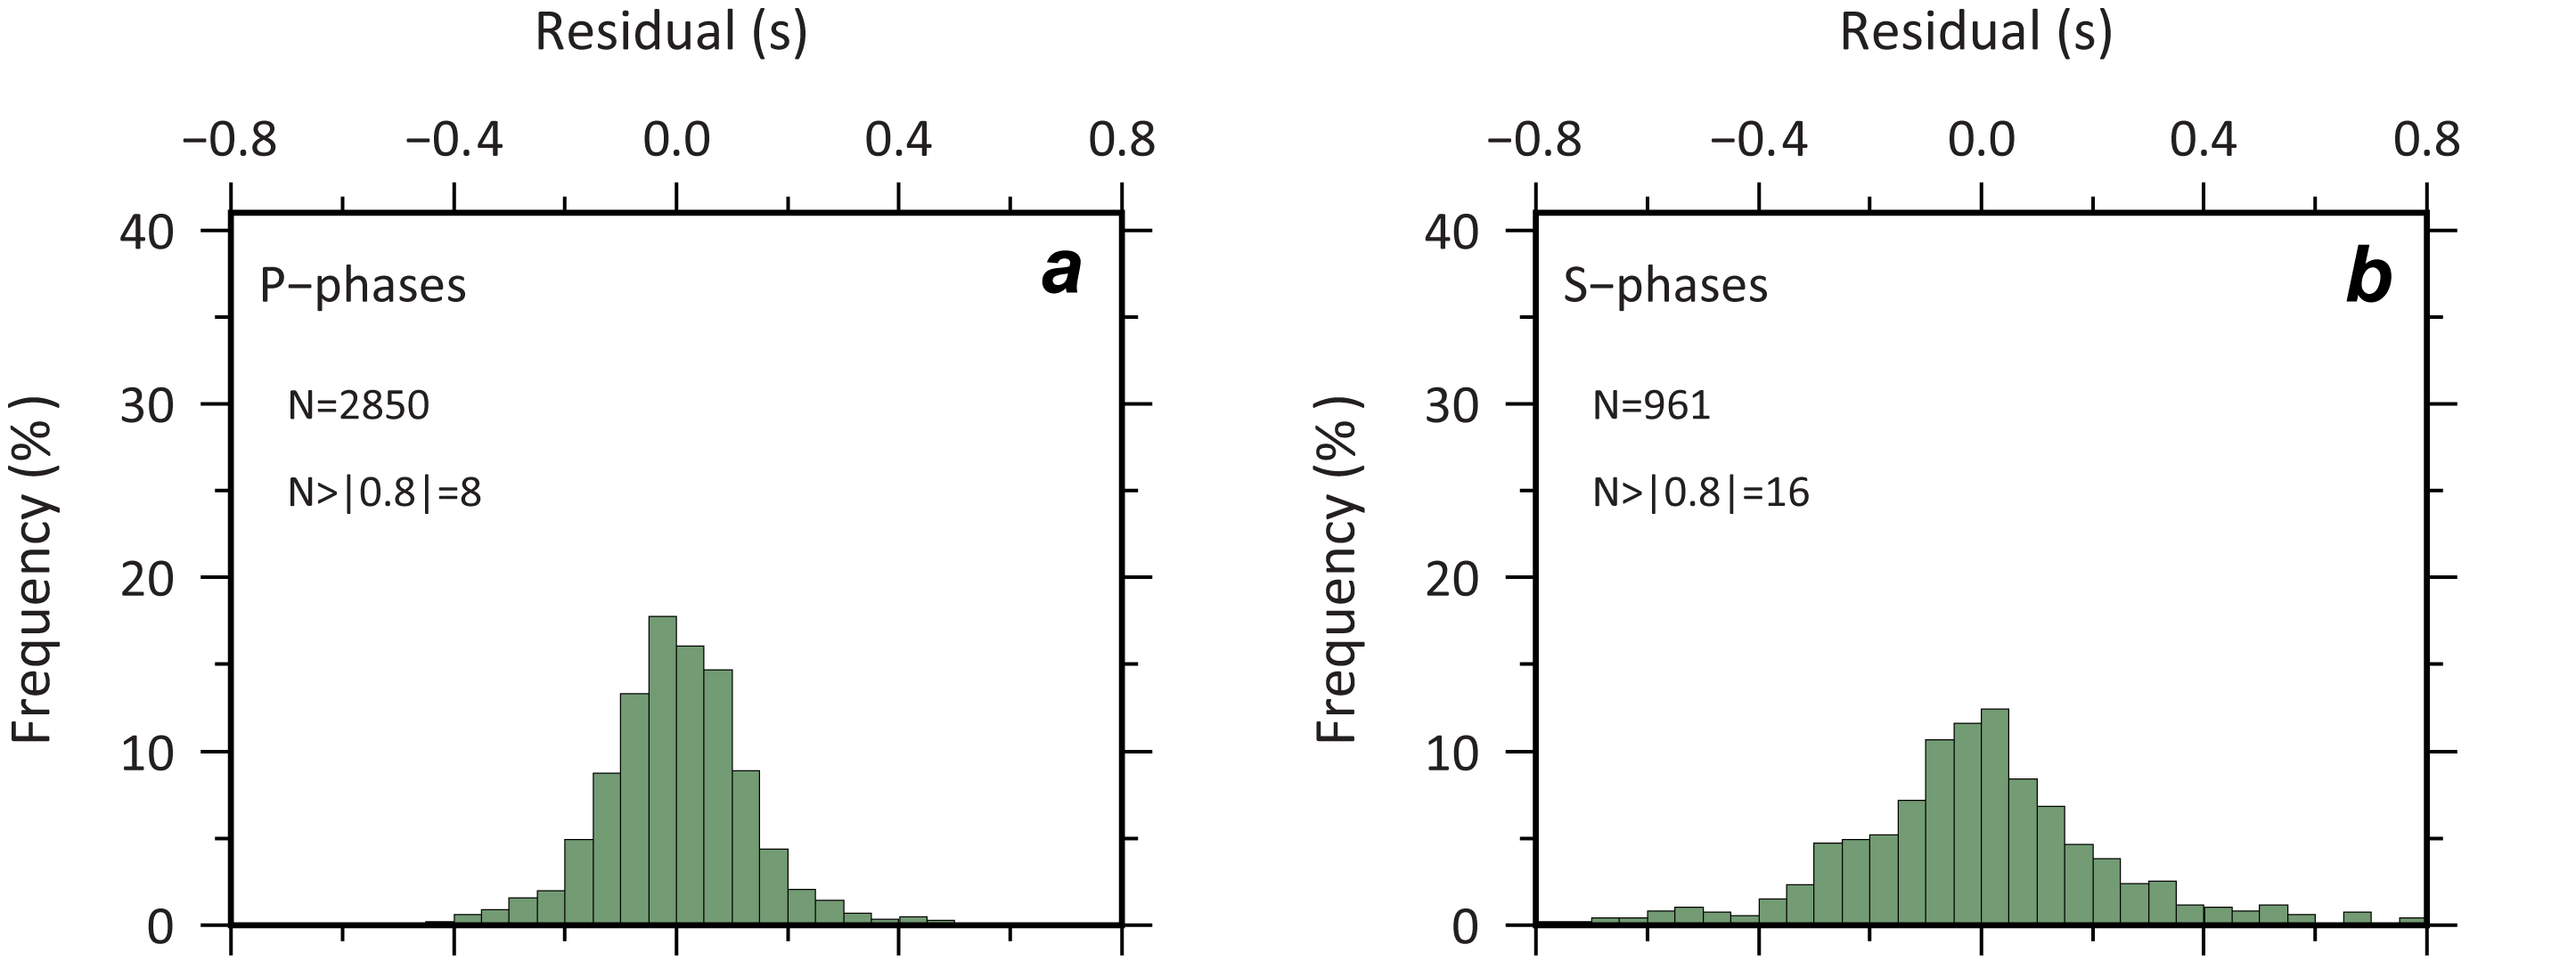 Residual (s)
−0.8 −0.4 0.0 0.4 0.8
40
30
20
10
0
Frequency (%)
P−phases
a
N=2850
N>|0.8|=8
Residual (s)
−0.8 −0.4 0.0 0.4 0.8
40
30
20
10
0
Frequency (%)
S−phases
b
N=961
N>|0.8|=16